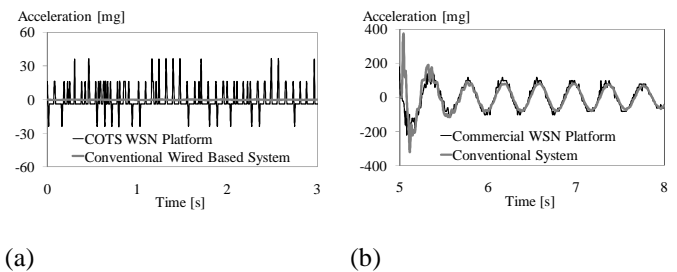 Acceleration [mg]
60
30
0
-30
-60
COTS WSN Platform
Conventional Wired Based System
0
1
2
3
Time [s]
(a)
Acceleration [mg]
400
200
0
-200
-400
Commercial WSN Platform
Conventional System
5
6
7
8
Time [s]
(b)